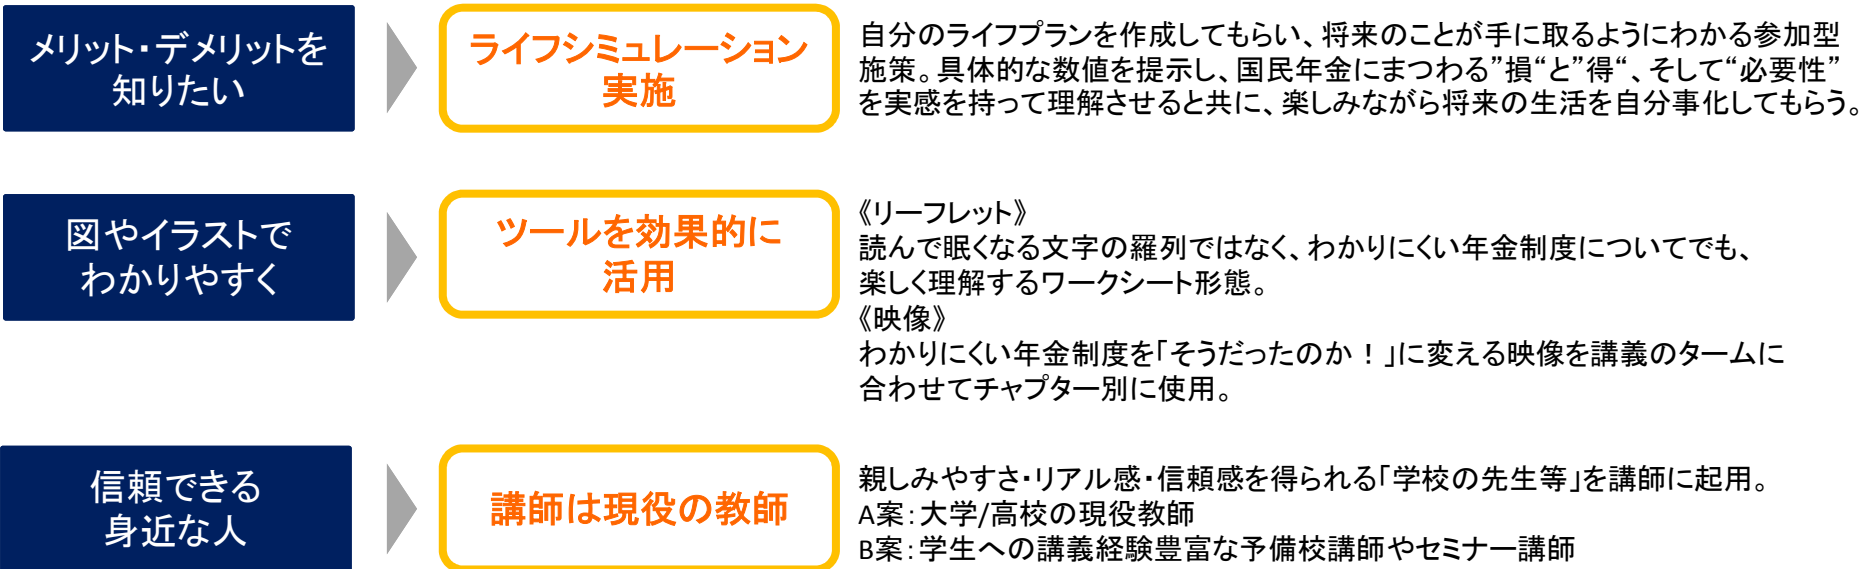 メリット・デメリットを
知りたい
ライフシミュレーション
実施
自分のライフプランを作成してもらい、将来のことが手に取るようにわかる参加型
施策。具体的な数値を提示し、国民年金にまつわる”損“と”得“、そして“必要性”
を実感を持って理解させると共に、楽しみながら将来の生活を自分事化してもらう。
図やイラストで
わかりやすく
ツールを効果的に
活用
《リーフレット》
読んで眠くなる文字の羅列ではなく、わかりにくい年金制度についてでも、
楽しく理解するワークシート形態。
《映像》
わかりにくい年金制度を「そうだったのか！」に変える映像を講義のタームに
合わせてチャプター別に使用。
信頼できる
身近な人
講師は現役の教師
親しみやすさ・リアル感・信頼感を得られる「学校の先生等」を講師に起用。
A案：大学/高校の現役教師
B案：学生への講義経験豊富な予備校講師やセミナー講師